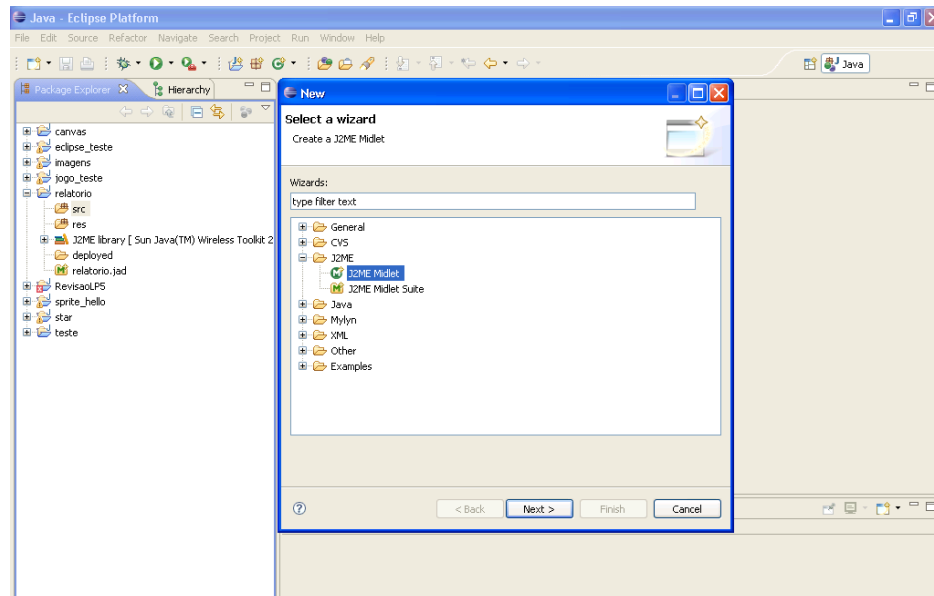 Java - Eclipse Platform
File Edit Source Refactor Navigate Search Project Run Window Help
Java
Package Explorer Hierarchy
canvas
eclipse_teste
imagens
jogo_teste
relatorio
src
res
J2ME library [ Sun Java(TM) Wireless Toolkit 2
deployed
relatorio.jad
RevisaoLP5
sprite_hello
star
teste
New
Select a wizard
Create a J2ME Midlet
Wizards:
type filter text
General
CVS
J2ME
J2ME Midlet
J2ME Midlet Suite
Java
Mylyn
XML
Other
Examples
< Back Next > Finish Cancel